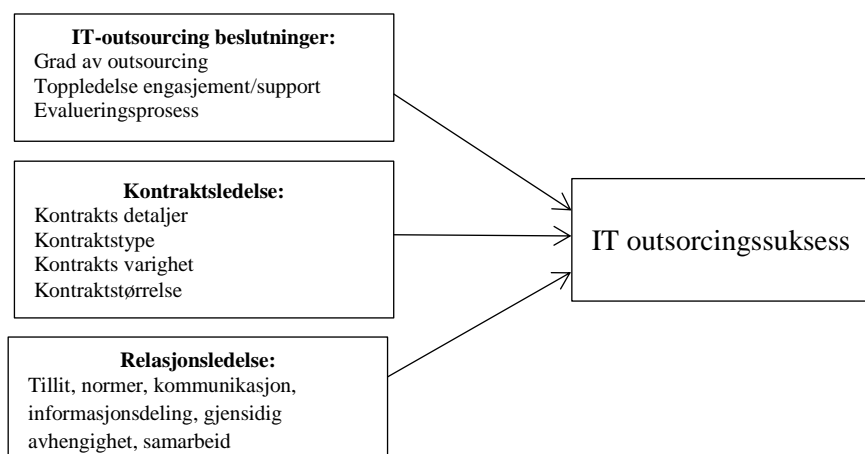 IT-outsourcing beslutninger:
Grad av outsourcing
Toppledelse engasjement/support
Evalueringsprosess
Kontraktsledelse:
Kontrakts detaljer
Kontraktstype
Kontrakts varighet
Kontraktstørrelse
Relasjonsledelse:
Tillit, normer, kommunikasjon,
informasjonsdeling, gjensidig
avhengighet, samarbeid
IT outsorcingssuksess